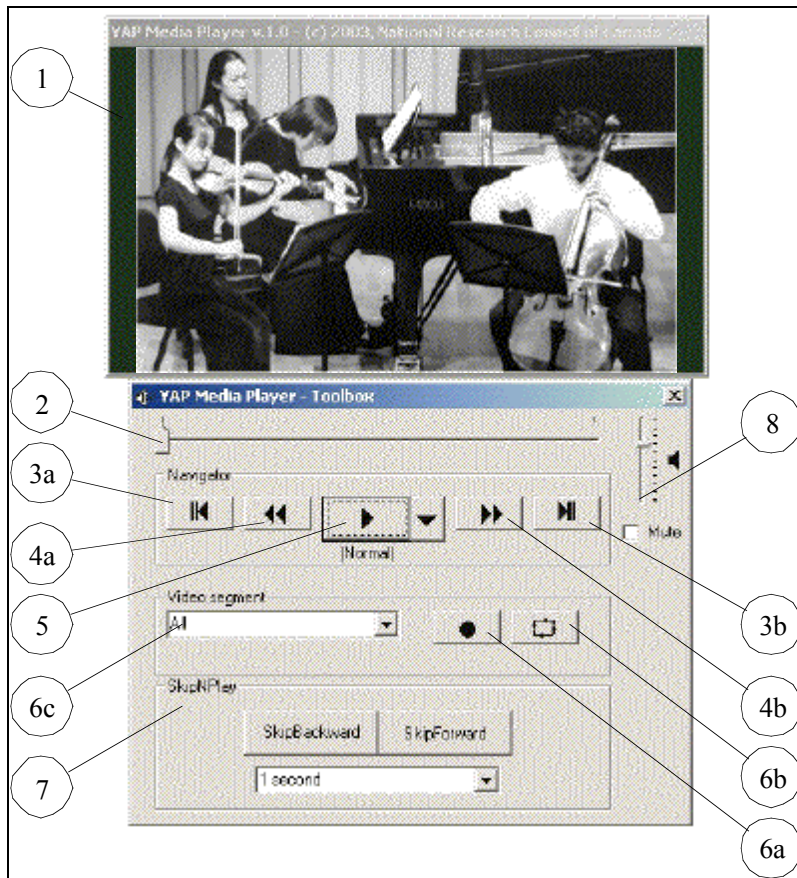 YAP Media Player v.1.0 - (c) 2003, National Research Council of Canada
1
YAP Media Player - Toolbox
2
8
3a
Navigator
4a
Mute
|Normal|
5
Video segment
All
3b
6c
SkipNPlay
4b
SkipBackward
SkipForward
7
1 second
6b
6a